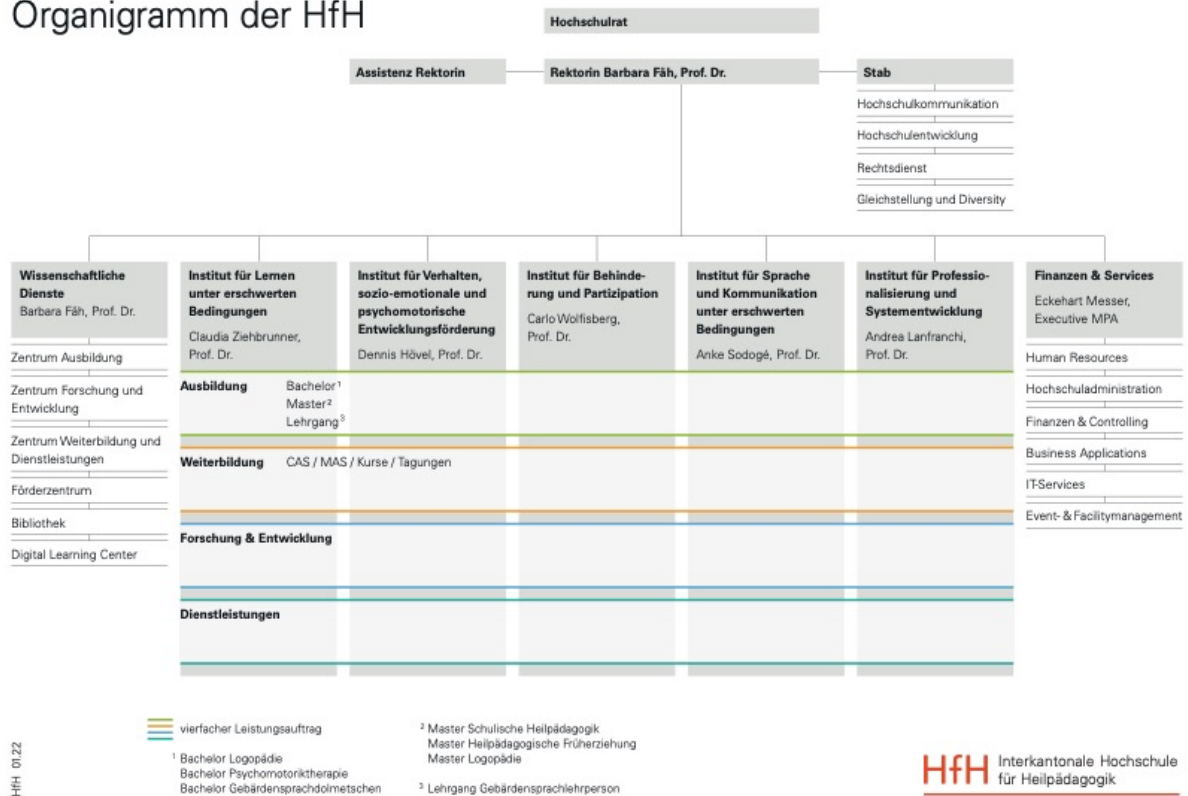 Organigramm der HfH
Hochschulrat
Assistenz Rektorin
Rektorin Barbara Fäh, Prof. Dr.
Stab
Hochschulkommunikation
Hochschulentwicklung
Rechtsdienst
Gleichstellung und Diversity
Wissenschaftliche
Dienste
Barbara Fäh, Prof. Dr.
Zentrum Ausbildung
Zentrum Forschung und
Entwicklung
Zentrum Weiterbildung und
Dienstleistungen
Förderzentrum
Bibliothek
Digital Learning Center
Institut für Lernen
unter erschwerten
Bedingungen
Claudia Ziehbrunner,
Prof. Dr.
Institut für Verhalten,
sozio-emotionale und
psychomotorische
Entwicklungsförderung
Dennis Hövel, Prof. Dr.
Institut für Behinde-
rung und Partizipation
Carlo Wolfisberg,
Prof. Dr.
Institut für Sprache
und Kommunikation
unter erschwerten
Bedingungen
Anke Sodogé, Prof. Dr.
Institut für Professio-
nalisierung und
Systementwicklung
Andrea Lanfranchi,
Prof. Dr.
Finanzen & Services
Eckehart Messer,
Executive MPA
Human Resources
Hochschuladministration
Finanzen & Controlling
Business Applications
IT-Services
Event- & Facilitymanagement
Ausbildung Bachelor¹
Master²
Lehrgang³
Weiterbildung CAS / MAS / Kurse / Tagungen
Forschung & Entwicklung
Dienstleistungen
vierfacher Leistungsauftrag
¹ Bachelor Logopädie
Bachelor Psychomotoriktherapie
Bachelor Gebärdensprachdolmetschen
² Master Schulische Heilpädagogik
Master Heilpädagogische Früherziehung
Master Logopädie
³ Lehrgang Gebärdensprachlehrperson
HfH 01.22
HfH Interkantonale Hochschule
für Heilpädagogik